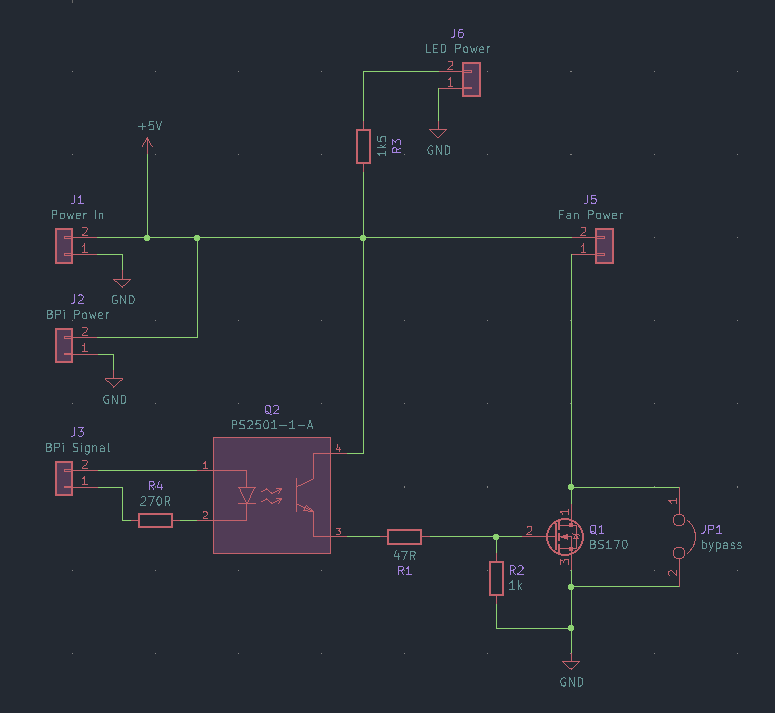 J6
LED Power
2
1
GND
1k5
R3
+5V
J1
Power In
2
1
GND
J5
Fan Power
2
1
J2
BPi Power
2
1
GND
J3
BPi Signal
2
1
R4
270R
Q2
PS2501-1-A
1
2
4
3
47R
R1
R2
1k
2
1
3
Q1
BS170
1
JP1
bypass
2
GND